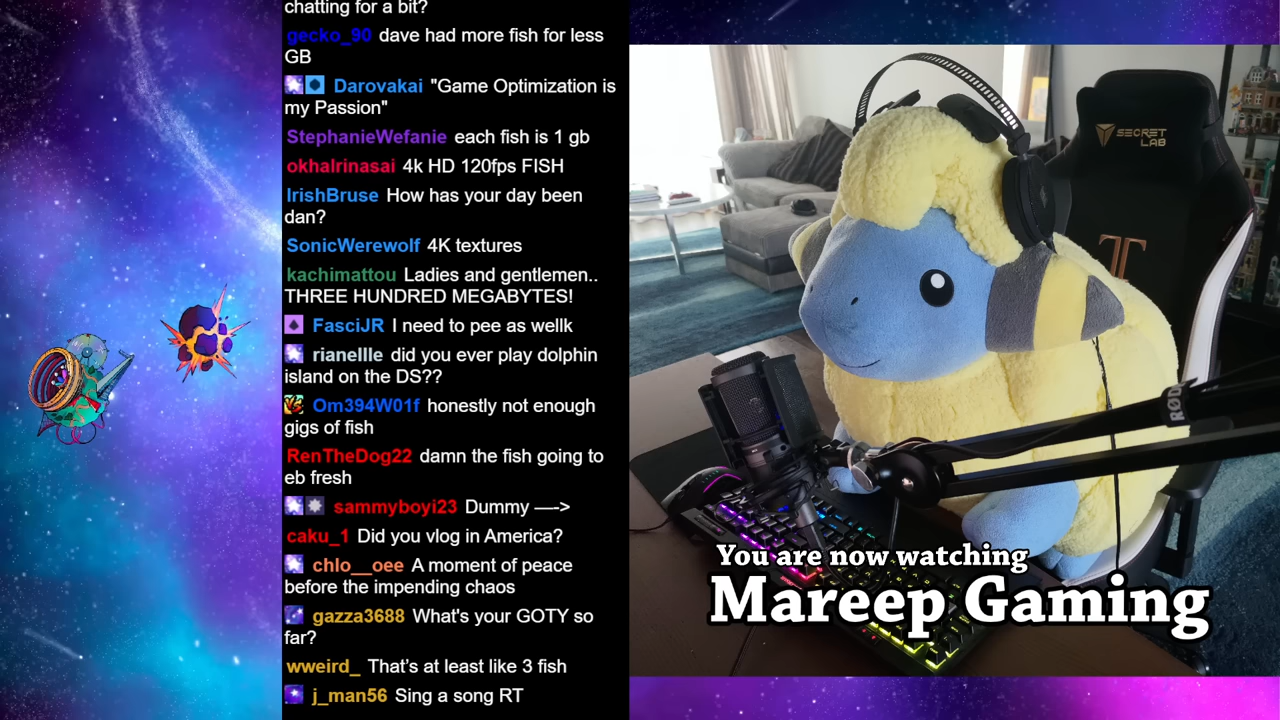 chatting for a bit?
gecko_90 dave had more fish for less
GB
Darovakai "Game Optimization is
my Passion"
StephanieWefanie each fish is 1 gb
okhalrinasai 4k HD 120fps FISH
IrishBruse How has your day been
dan?
SonicWerewolf 4K textures
kachimattou Ladies and gentlemen..
THREE HUNDRED MEGABYTES!
FasciJR I need to pee as wellk
rianellle did you ever play dolphin
island on the DS??
Om394W01f honestly not enough
gigs of fish
RenTheDog22 damn the fish going to
eb fresh
sammyboyi23 Dummy —->
caku_1 Did you vlog in America?
chlo__oee A moment of peace
before the impending chaos
gazza3688 What's your GOTY so
far?
wweird_ That's at least like 3 fish
j_man56 Sing a song RT
SECRET
LAB
RØDE
You are now watching
Mareep Gaming